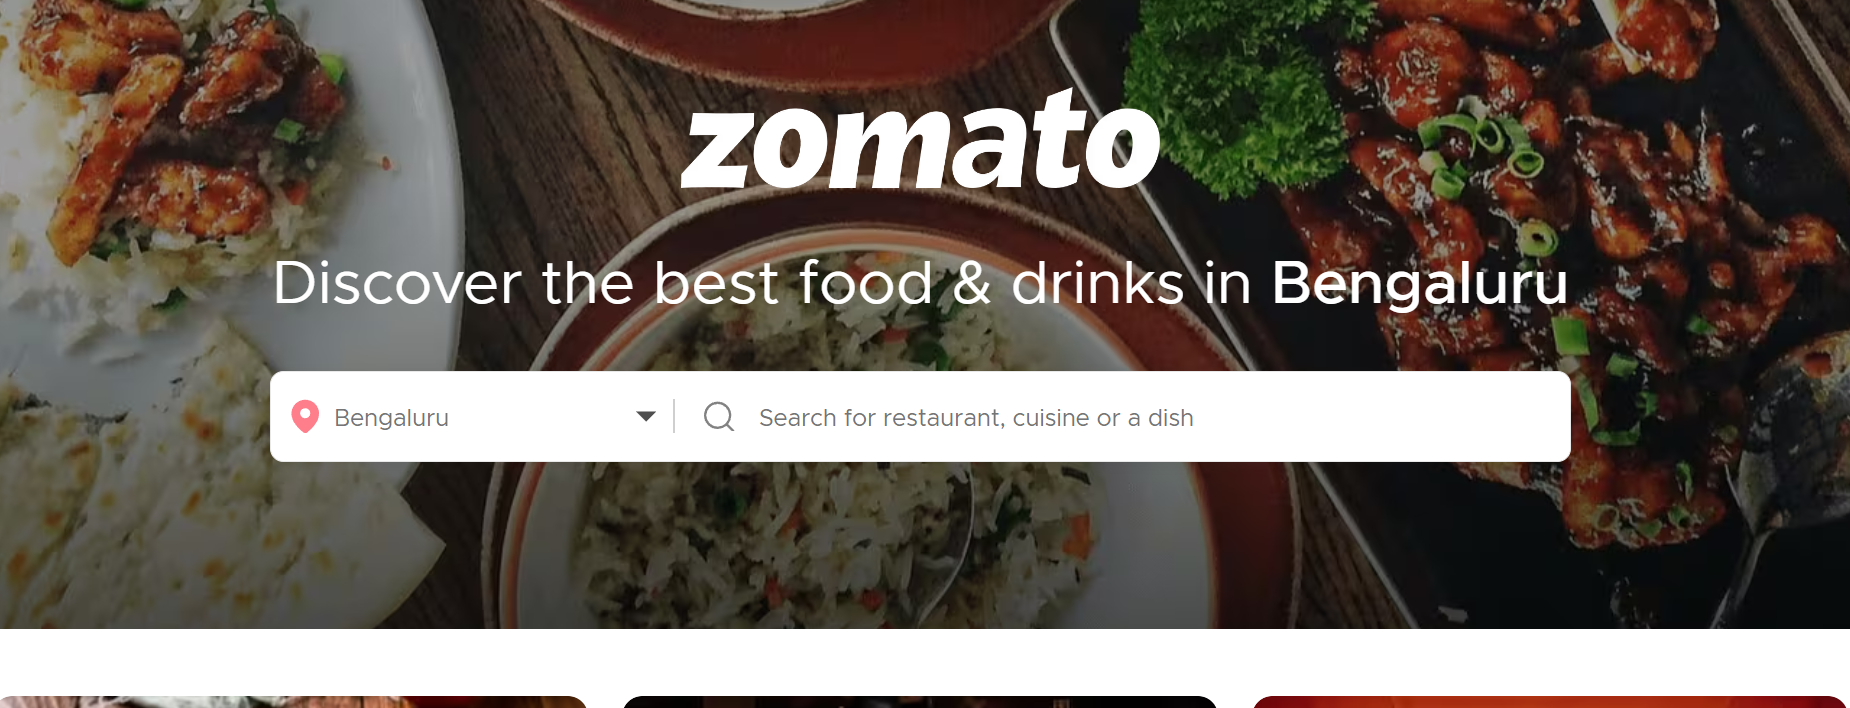 zomato
Discover the best food & drinks in Bengaluru
Bengaluru
Search for restaurant, cuisine or a dish